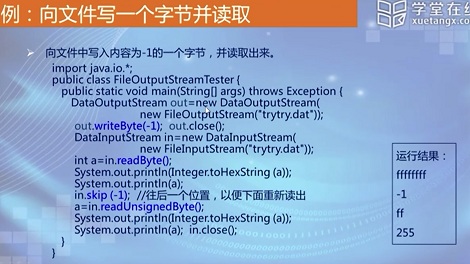 例：向文件写一个字节并读取
学堂在线
xuetangx.com
向文件中写入内容为-1的一个字节，并读取出来。
import java.io.*;
public class FileOutputStreamTester {
public static void main(String[] args) throws Exception {
DataOutputStream out=new DataOutputStream(
new FileOutputStream("trytry.dat"));
out.writeByte(-1); out.close();
DataInputStream in=new DataInputStream(
new FileInputStream("trytry.dat"));
int a=in.readByte();
System.out.println(Integer.toHexString (a));
System.out.println(a);
in.skip (-1); //往后一个位置，以便下面重新读出
a=in.readUnsignedByte();
System.out.println(Integer.toHexString (a));
System.out.println(a); in.close();
}
}
运行结果：
ffffffff
-1
ff
255